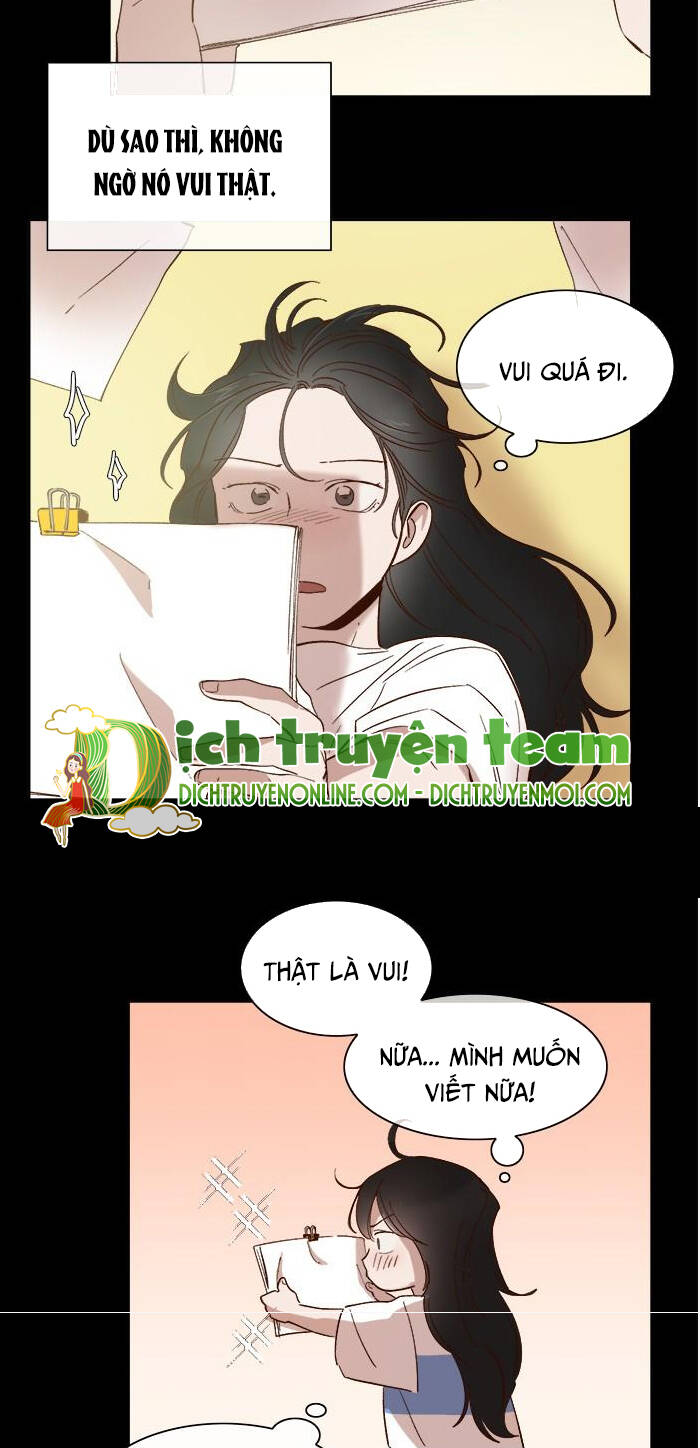 DÙ SAO THÌ, KHÔNG
NGỜ NÓ VUI THẬT.
VUI QUÁ ĐI.
Dịch truyện team
DICHTRUYENONLINE.COM - DICHTRUYENMOI.COM
THẬT LÀ VUI!
NỮA... MÌNH MUỐN
VIẾT NỮA!